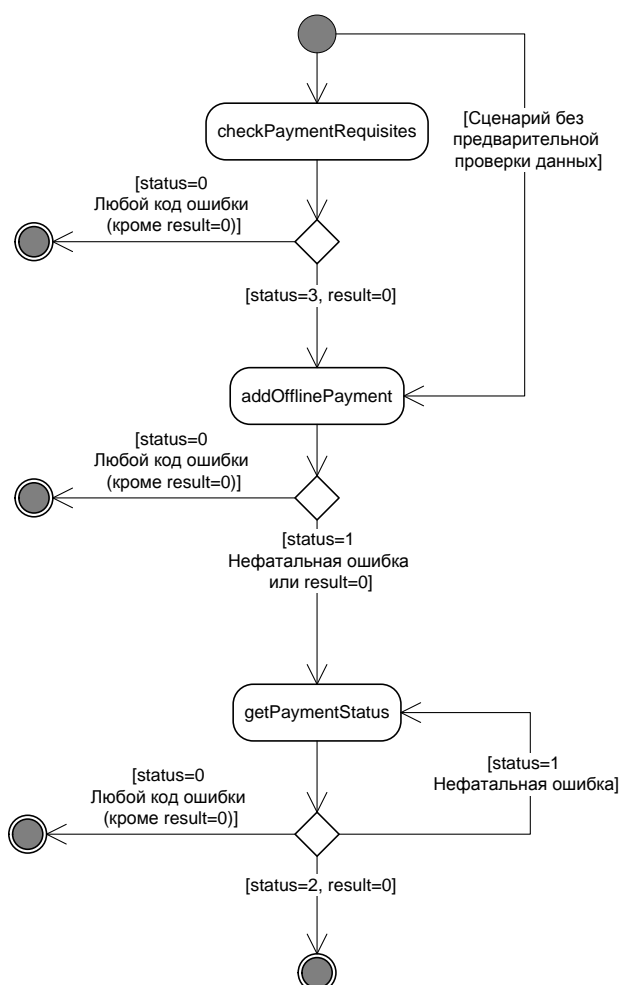 checkPaymentRequisites
[Сценарий без
предварительной
проверки данных]
[status=0
Любой код ошибки
(кроме result=0)]
[status=3, result=0]
addOfflinePayment
[status=0
Любой код ошибки
(кроме result=0)]
[status=1
Нефатальная ошибка
или result=0]
getPaymentStatus
[status=1
Нефатальная ошибка]
[status=0
Любой код ошибки
(кроме result=0)]
[status=2, result=0]